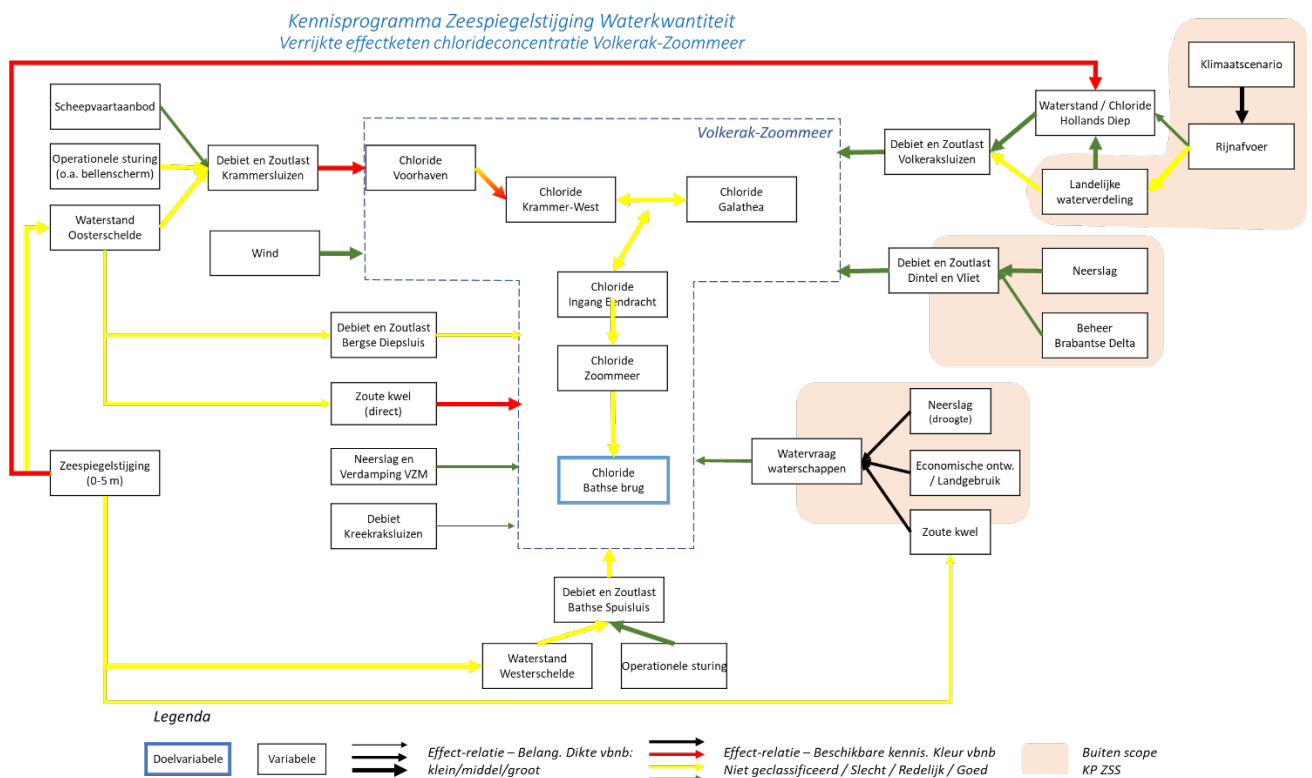 Kennisprogramma Zeespiegelstijging Waterkwantiteit
Verrijkte effectketen chlorideconcentratie Volkerak-Zoommeer
Klimaatscenario
Scheepvaartaanbod
Waterstand / Chloride
Hollands Diep
Volkerak-Zoommeer
Rijnafvoer
Operationele sturing
(o.a. bellenscherm)
Debiet en Zoutlast
Krammersluizen
Chloride
Voorhaven
Debiet en Zoutlast
Volkeraksluizen
Chloride
Krammer-West
Chloride
Galathea
Landelijke
waterverdeling
Waterstand
Oosterschelde
Wind
Debiet en Zoutlast
Dintel en Vliet
Neerslag
Chloride
Ingang Eendracht
Debiet en Zoutlast
Bergse Diepsluis
Beheer
Brabantse Delta
Chloride
Zoommeer
Zoute kwel
(direct)
Neerslag
(droogte)
Watervraag
waterschappen
Zeespiegelstijging
(0-5 m)
Neerslag en
Verdamping VZM
Chloride
Bathse brug
Economische ontw.
/ Landgebruik
Debiet
Kreekraksluizen
Zoute kwel
Debiet en Zoutlast
Bathse Spuisluis
Waterstand
Westerschelde
Operationele sturing
Legenda
Doelvariabele
Variabele
Effect-relatie – Belang. Dikte vbnb:
klein/middel/groot
Effect-relatie – Beschikbare kennis. Kleur vbnb
Niet geclassificeerd / Slecht / Redelijk / Goed
Buiten scope
KP ZSS